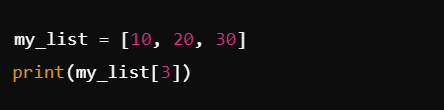 my_list = [10, 20, 30]
print(my_list[3])